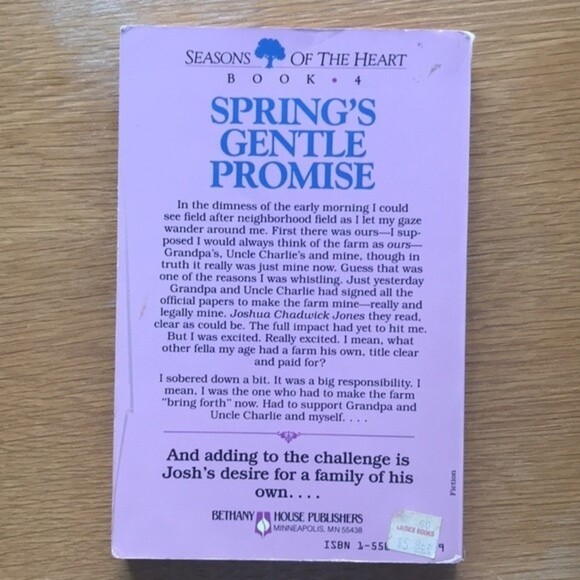 SEASONS OF THE HEART
BOOK • 4
SPRING'S
GENTLE
PROMISE
In the dimness of the early morning I could
see field after neighborhood field as I let my gaze
wander around me. First there was ours—I sup-
posed I would always think of the farm as ours—
Grandpa's, Uncle Charlie's and mine, though in
truth it really was just mine now. Guess that was
one of the reasons I was whistling. Just yesterday
Grandpa and Uncle Charlie had signed all the
official papers to make the farm mine—really and
legally mine. Joshua Chadwick Jones they read,
clear as could be. The full impact had yet to hit me.
But I was excited. Really excited. I mean, what
other fella my age had a farm his own, title clear
and paid for?
I sobered down a bit. It was a big responsibility. I
mean, I was the one who had to make the farm
"bring forth" now. Had to support Grandpa and
Uncle Charlie and myself. . . .
And adding to the challenge is
Josh's desire for a family of his
own. . . .
Fiction
BETHANY HOUSE PUBLISHERS
MINNEAPOLIS, MN 55438
BOOKS
ISBN 1-55
9